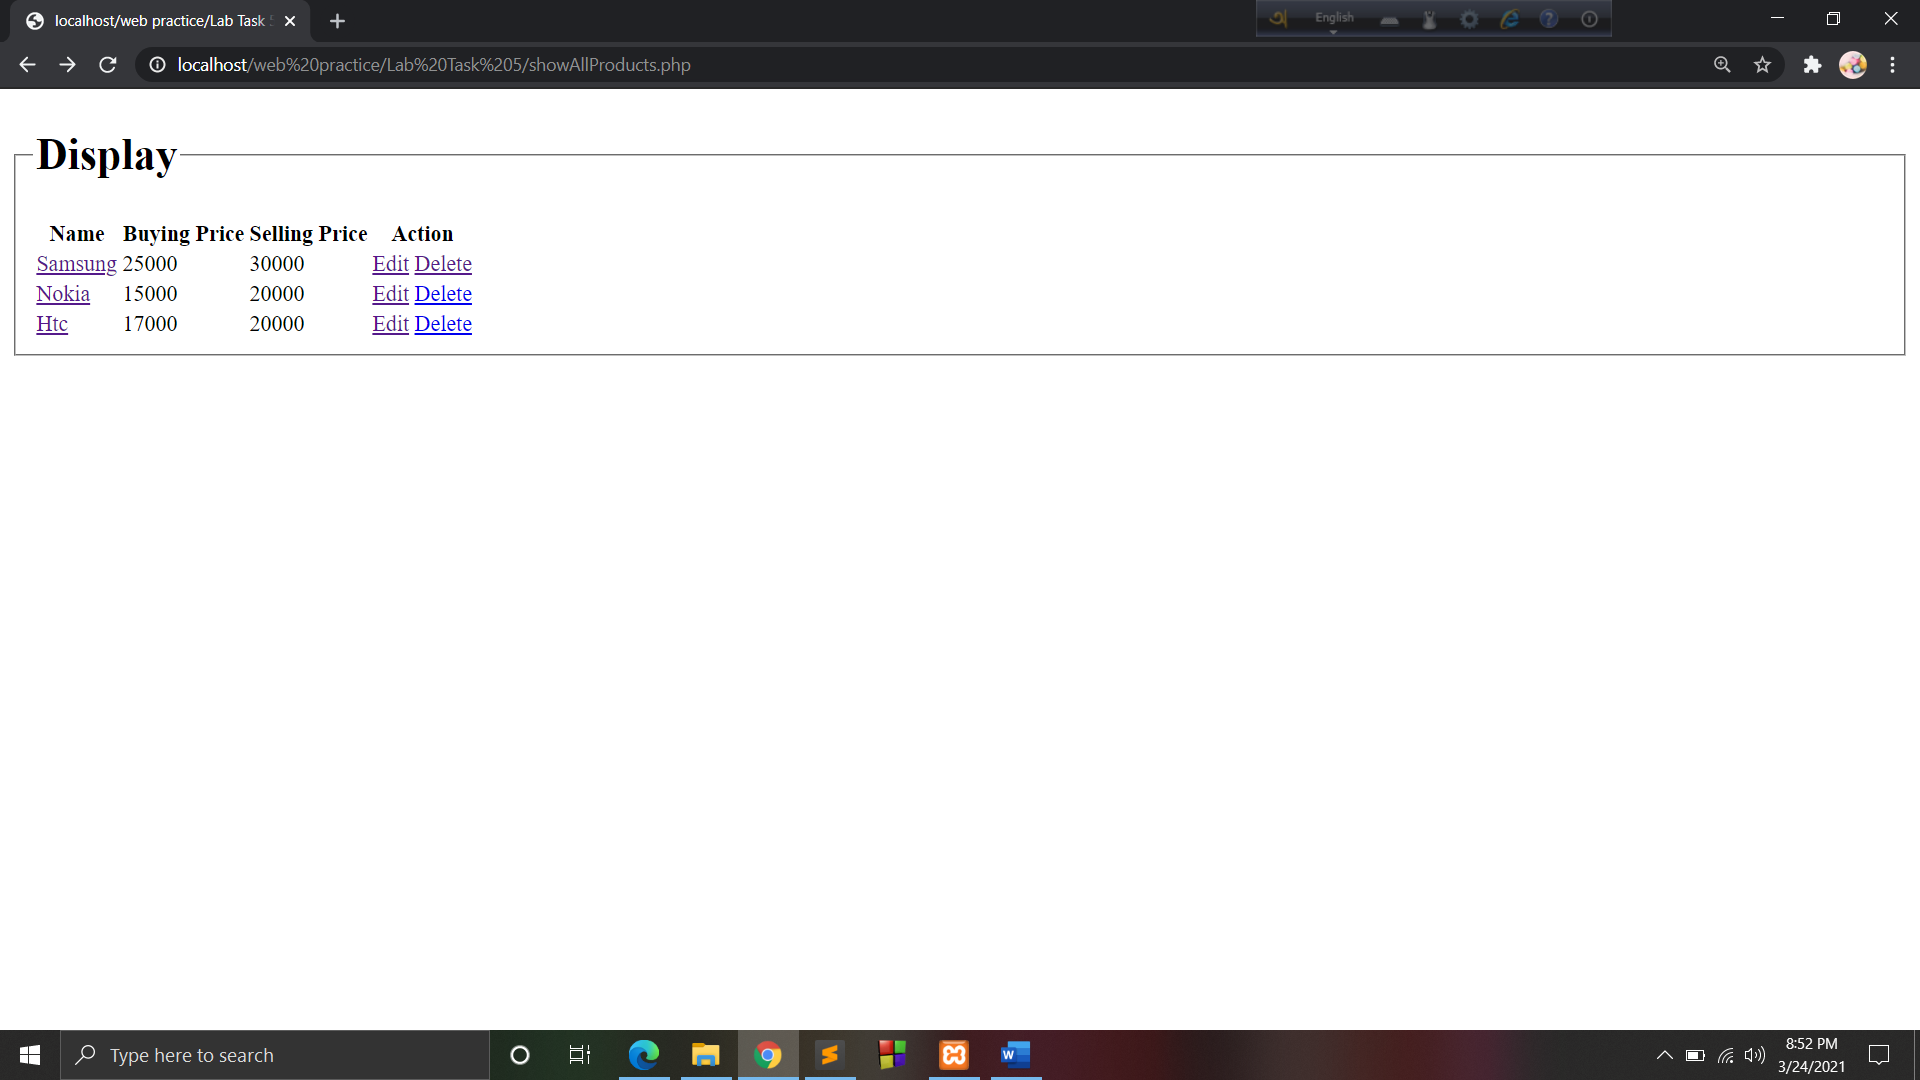 localhost/web practice/Lab Task 5
English
localhost/web%20practice/Lab%20Task%205/showAllProducts.php
Display
Name Buying Price Selling Price Action
Samsung 25000 30000 Edit Delete
Nokia 15000 20000 Edit Delete
Htc 17000 20000 Edit Delete
Type here to search
8:52 PM
3/24/2021